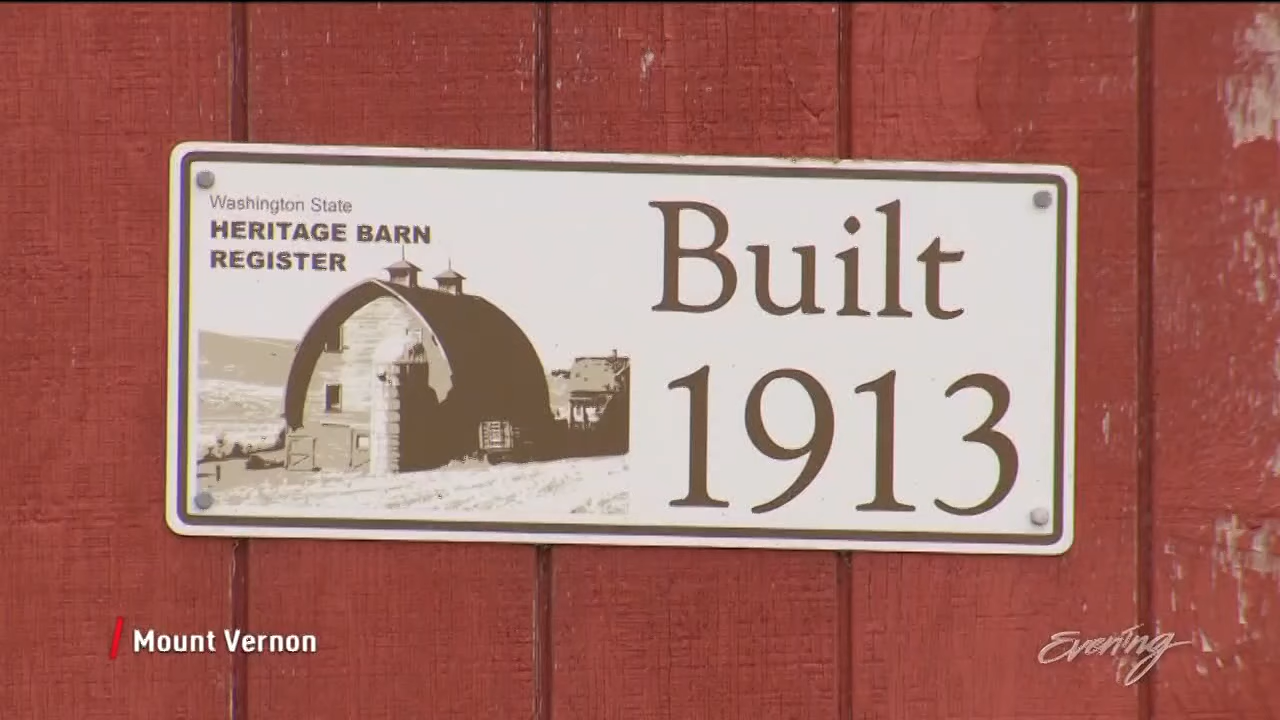 Washington State
HERITAGE BARN
REGISTER
Built
1913
Mount Vernon
Evening